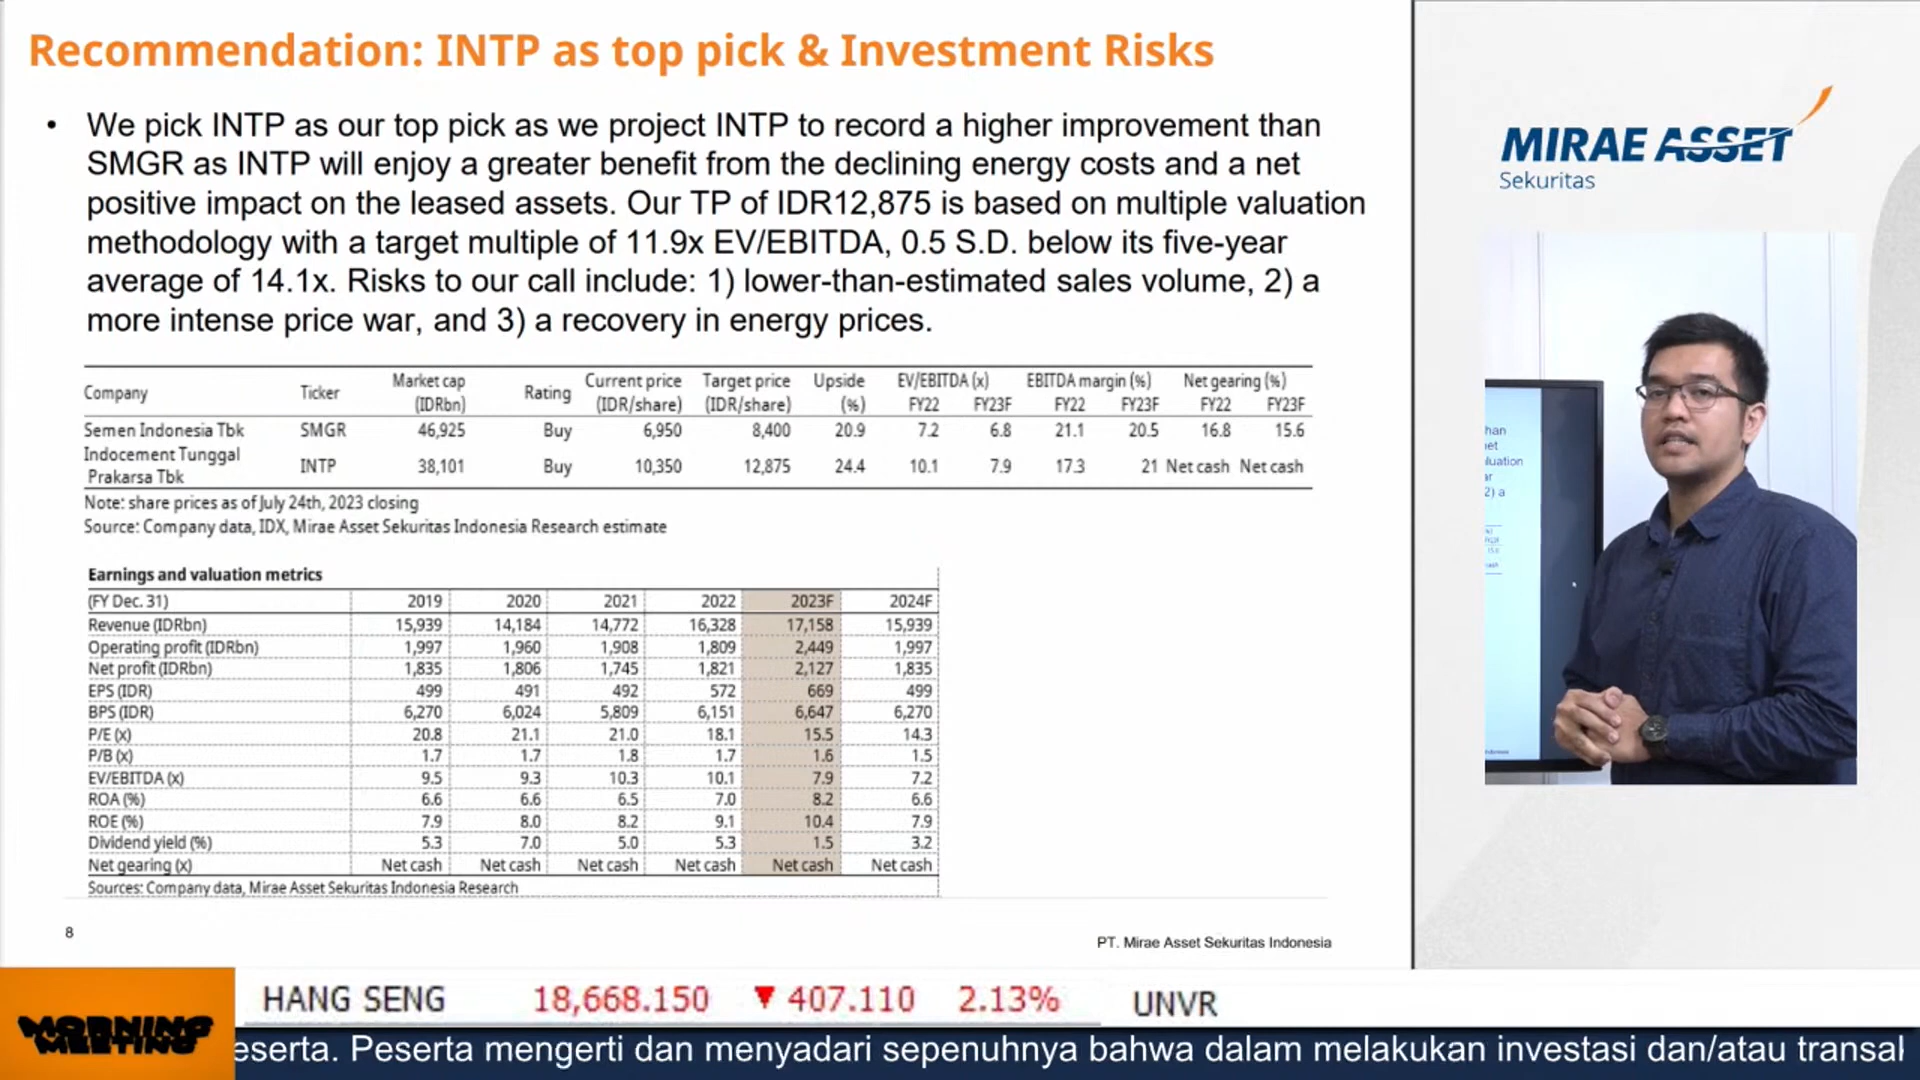 Recommendation: INTP as top pick & Investment Risks
• We pick INTP as our top pick as we project INTP to record a higher improvement than
SMGR as INTP will enjoy a greater benefit from the declining energy costs and a net
positive impact on the leased assets. Our TP of IDR12,875 is based on multiple valuation
methodology with a target multiple of 11.9x EV/EBITDA, 0.5 S.D. below its five-year
average of 14.1x. Risks to our call include: 1) lower-than-estimated sales volume, 2) a
more intense price war, and 3) a recovery in energy prices.
Company Ticker Market cap (IDRbn) Rating Current price (IDR/share) Target price (IDR/share) Upside (%) EV/EBITDA (x) EBITDA margin (%) Net gearing (%)
FY22 FY23F FY22 FY23F FY22 FY23F
Semen Indonesia Tbk SMGR 46,925 Buy 6,950 8,400 20.9 7.2 6.8 21.1 20.5 16.8 15.6
Indocement Tunggal
Prakarsa Tbk INTP 38,101 Buy 10,350 12,875 24.4 10.1 7.9 17.3 21 Net cash Net cash
Note: share prices as of July 24th, 2023 closing
Source: Company data, IDX, Mirae Asset Sekuritas Indonesia Research estimate
Earnings and valuation metrics
(FY Dec. 31) 2019 2020 2021 2022 2023F 2024F
Revenue (IDRbn) 15,939 14,184 14,772 16,328 17,158 15,939
Operating profit (IDRbn) 1,997 1,960 1,908 1,809 2,449 1,997
Net profit (IDRbn) 1,835 1,806 1,745 1,821 2,127 1,835
EPS (IDR) 499 491 492 572 669 499
BPS (IDR) 6,270 6,024 5,809 6,151 6,647 6,270
P/E (x) 20.8 21.1 21.0 18.1 15.5 14.3
P/B (x) 1.7 1.7 1.8 1.7 1.6 1.5
EV/EBITDA (x) 9.5 9.3 10.3 10.1 7.9 7.2
ROA (%) 6.6 6.6 6.5 7.0 8.2 6.6
ROE (%) 7.9 8.0 8.2 9.1 10.4 7.9
Dividend yield (%) 5.3 7.0 5.0 5.3 1.5 3.2
Net gearing (x) Net cash Net cash Net cash Net cash Net cash Net cash
Sources: Company data, Mirae Asset Sekuritas Indonesia Research
8
PT. Mirae Asset Sekuritas Indonesia
MIRAE ASSET
Sekuritas
han
et
luation
ar
2) a
MORNING
MEETING
HANG SENG 18,668.150 ▼ 407.110 2.13% UNVR
eserta. Peserta mengerti dan menyadari sepenuhnya bahwa dalam melakukan investasi dan/atau transal